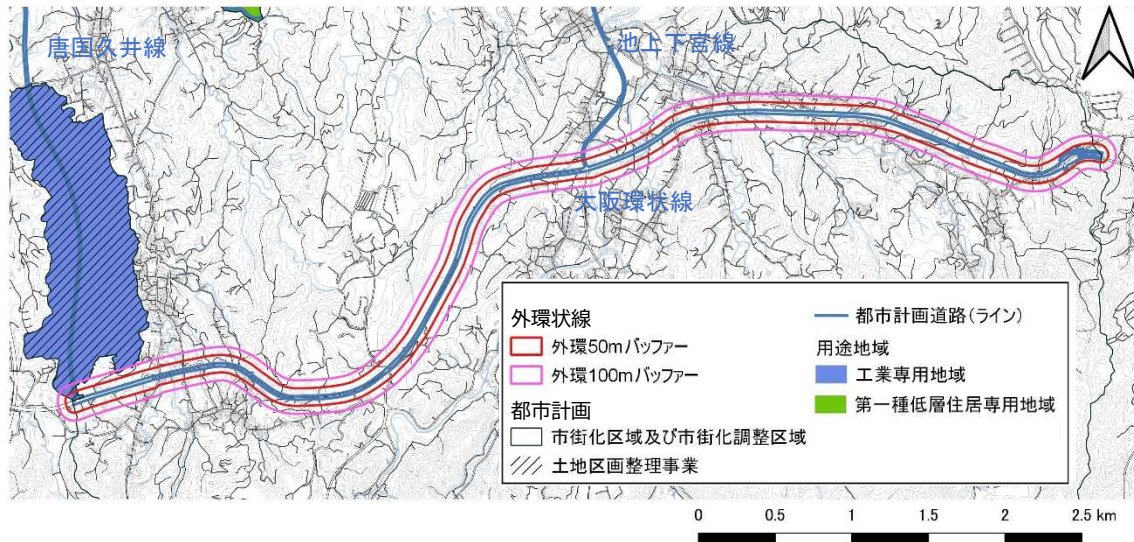 唐国久井線
池上下宮線
大阪環状線
外環状線
外環50mバッファー
外環100mバッファー
都市計画
市街化区域及び市街化調整区域
土地区画整理事業
都市計画道路(ライン)
用途地域
工業専用地域
第一種低層住居専用地域
0 0.5 1 1.5 2 2.5 km